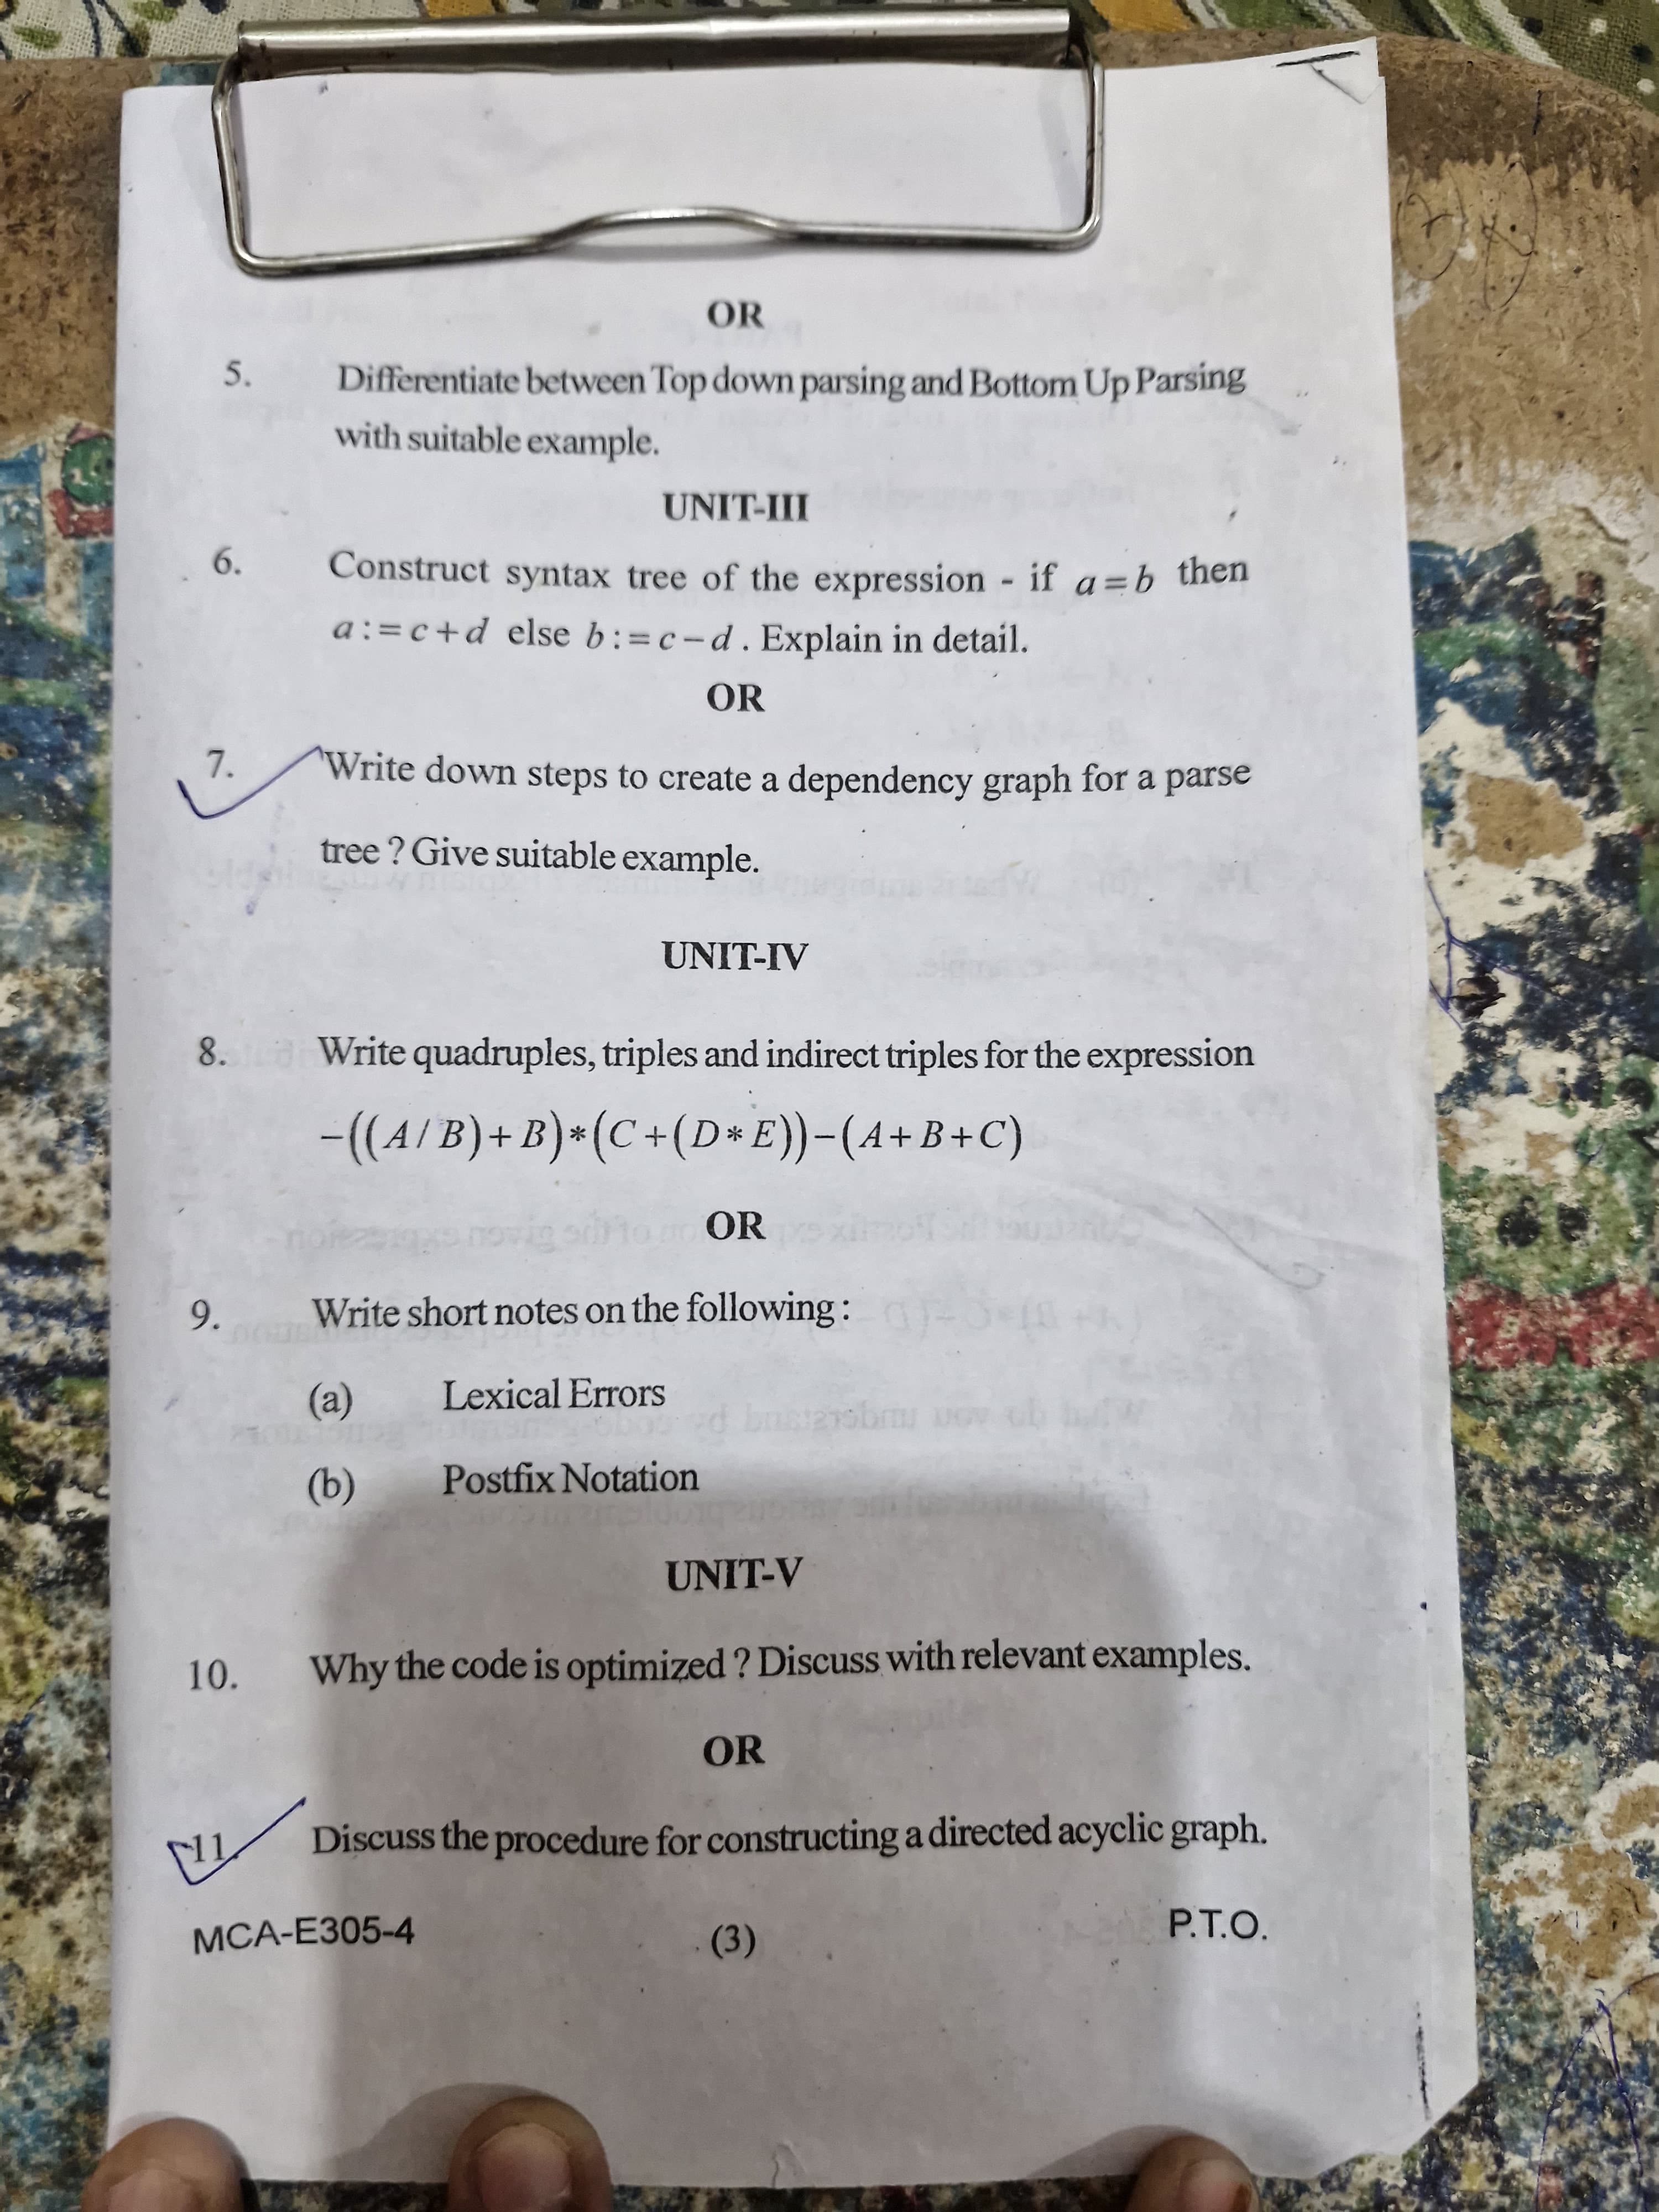 OR
5. Differentiate between Top down parsing and Bottom Up Parsing
with suitable example.
UNIT-III
6. Construct syntax tree of the expression - if a=b then
a:=c+d else b:=c-d. Explain in detail.
OR
7. Write down steps to create a dependency graph for a parse
tree ? Give suitable example.
UNIT-IV
8. Write quadruples, triples and indirect triples for the expression
-((A/B)+B)*(C+(D*E))-(A+B+C)
OR
9. Write short notes on the following :
(a) Lexical Errors
(b) Postfix Notation
UNIT-V
10. Why the code is optimized ? Discuss with relevant examples.
OR
11. Discuss the procedure for constructing a directed acyclic graph.
MCA-E305-4 (3) P.T.O.